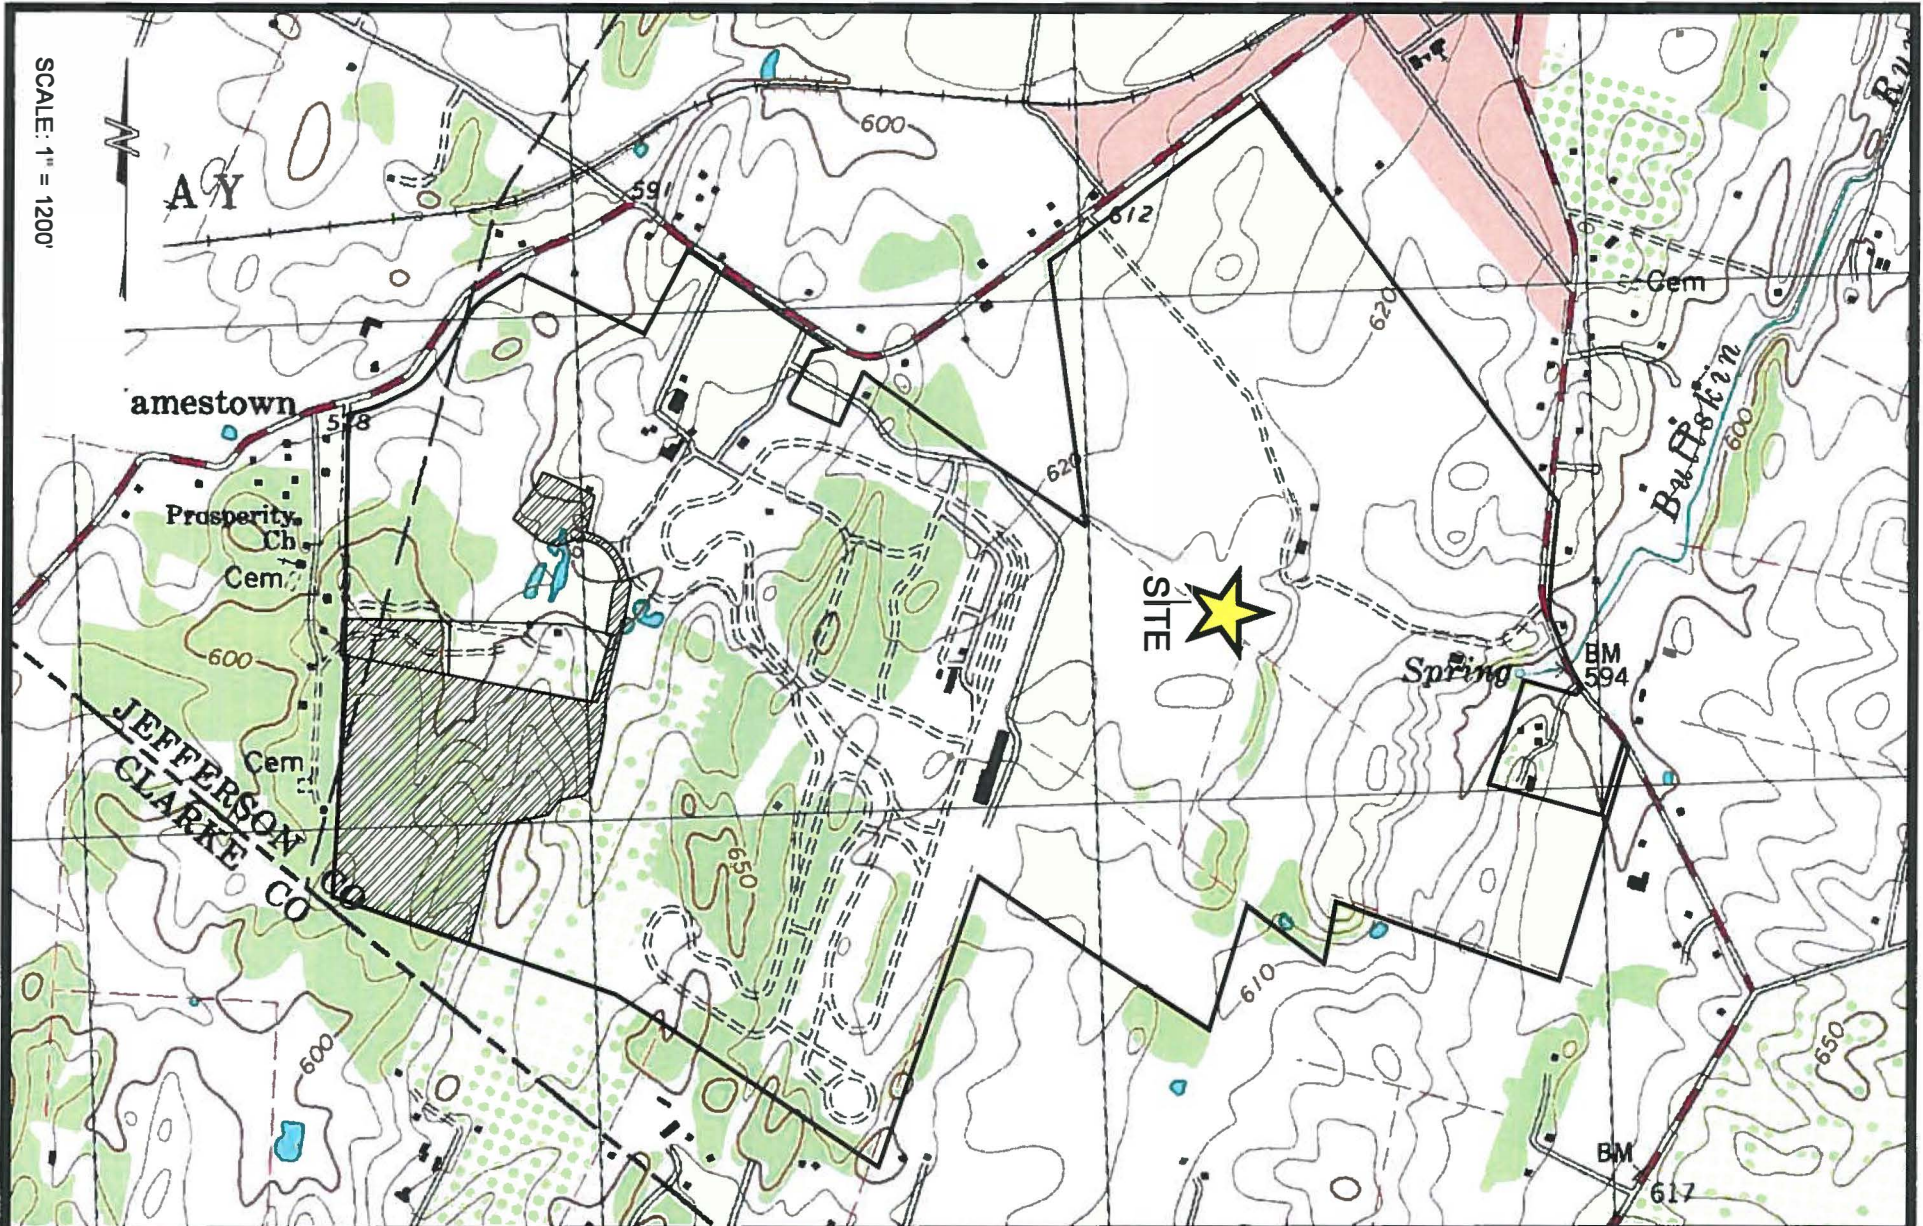 SCALE: 1" = 1200'
N
A Y
600
591
612
620
Cem
Run
Bullskin
600
amestown
578
Prosperity
Ch
Cem
620
SITE
Spring
BM
594
600
JEFFERSON CO
CLARKE CO
Cem
650
610
600
650
BM
617